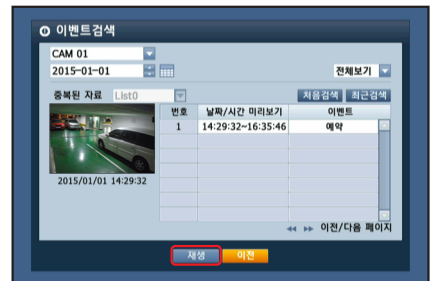 이벤트검색
CAM 01
2015-01-01
전체보기
중복된 자료 List0
처음검색 최근검색
번호 날짜/시간 미리보기 이벤트
1 14:29:32~16:35:46 예약
2015/01/01 14:29:32
이전/다음 페이지
재생 이전